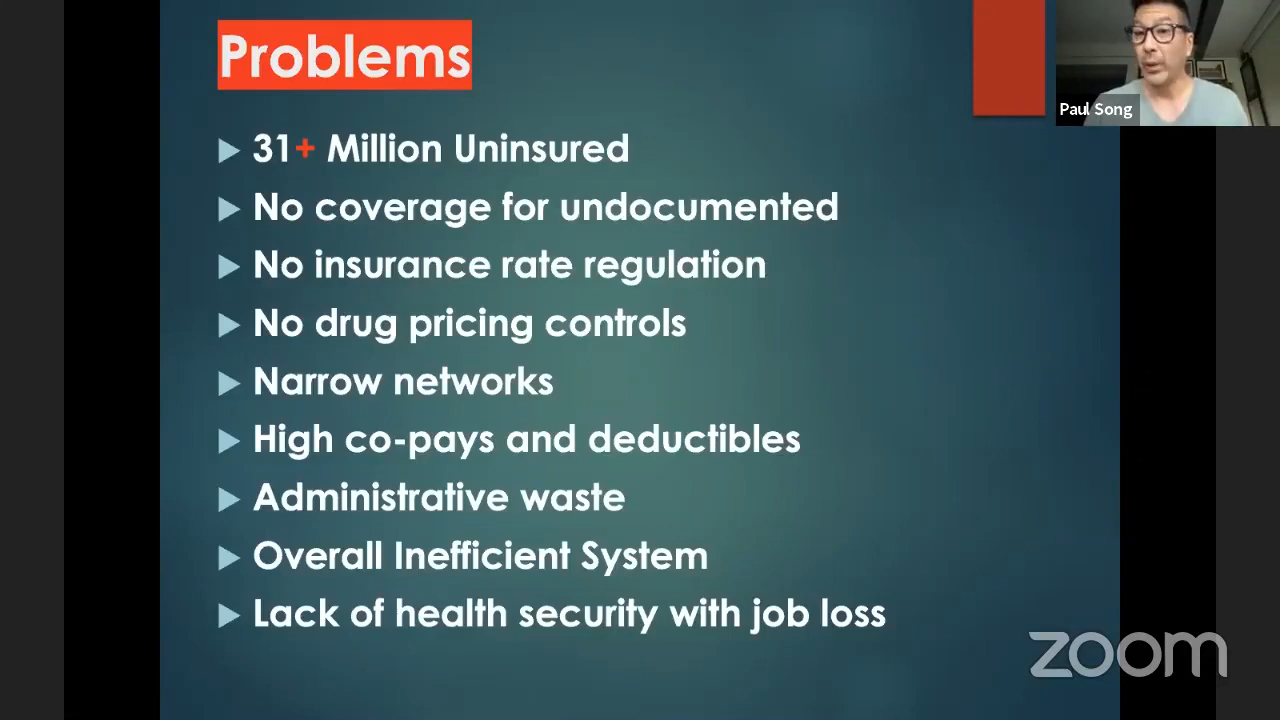 Problems
Paul Song
31+ Million Uninsured
No coverage for undocumented
No insurance rate regulation
No drug pricing controls
Narrow networks
High co-pays and deductibles
Administrative waste
Overall Inefficient System
Lack of health security with job loss
zoom